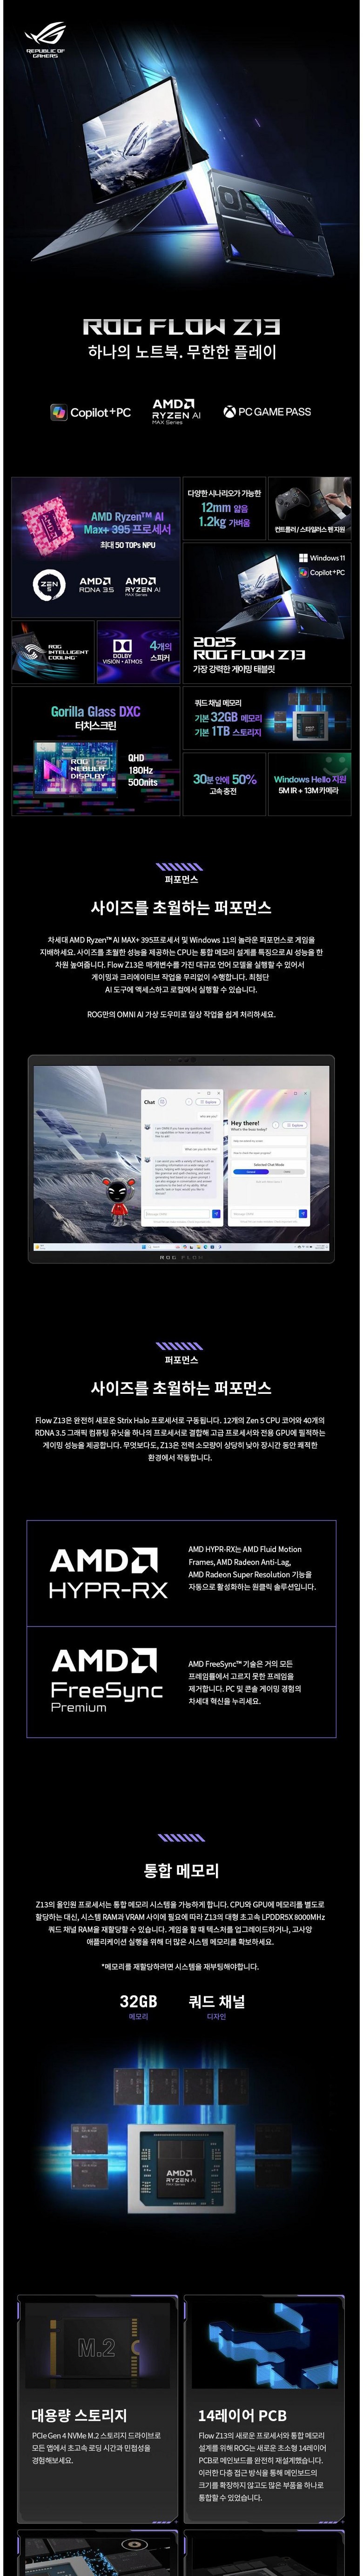 REPUBLIC OF
GAMERS
ROG FLOW Z13
하나의 노트북. 무한한 플레이
Copilot+PC
AMD
RYZEN AI
MAX Series
PC GAME PASS
AMD Ryzen™ AI
Max+ 395 프로세서
최대 50 TOPs NPU
ZEN
5
AMD
RDNA 3.5
AMD
RYZEN AI
MAX Series
다양한 시나리오가 가능한
12mm 얇음
1.2kg 가벼움
컨트롤러 / 스타일러스 펜 지원
Windows 11
Copilot+PC
2025
ROG FLOW Z13
가장 강력한 게이밍 태블릿
ROG
INTELLIGENT
COOLING
DOLBY
VISION·ATMOS
4개의
스피커
Gorilla Glass DXC
터치스크린
ROG
NEBULA
DISPLAY
QHD
180Hz
500nits
쿼드 채널 메모리
기본 32GB 메모리
기본 1TB 스토리지
30분 안에 50%
고속 충전
Windows Hello 지원
5M IR + 13M 카메라
퍼포먼스
사이즈를 초월하는 퍼포먼스
차세대 AMD Ryzen™ AI MAX+ 395프로세서 및 Windows 11의 놀라운 퍼포먼스로 게임을
지배하세요. 사이즈를 초월한 성능을 제공하는 CPU는 통합 메모리 설계를 특징으로 AI 성능을 한
차원 높여줍니다. Flow Z13은 매개변수를 가진 대규모 언어 모델을 실행할 수 있어서
게이밍과 크리에이티브 작업을 무리없이 수행합니다. 최첨단
AI 도구에 액세스하고 로컬에서 실행할 수 있습니다.
ROG만의 OMNI AI 가상 도우미로 일상 작업을 쉽게 처리하세요.
Chat
Explore
Hey there!
Explore
Selected Chat Mode
ROG FLOW
퍼포먼스
사이즈를 초월하는 퍼포먼스
Flow Z13은 완전히 새로운 Strix Halo 프로세서로 구동됩니다. 12개의 Zen 5 CPU 코어와 40개의
RDNA 3.5 그래픽 컴퓨팅 유닛을 하나의 프로세서로 결합해 고급 프로세서와 전용 GPU에 필적하는
게이밍 성능을 제공합니다. 무엇보다도, Z13은 전력 소모량이 상당히 낮아 장시간 동안 쾌적한
환경에서 작동합니다.
AMD
HYPR-RX
AMD HYPR-RX는 AMD Fluid Motion
Frames, AMD Radeon Anti-Lag,
AMD Radeon Super Resolution 기능을
자동으로 활성화하는 원클릭 솔루션입니다.
AMD
FreeSync
Premium
AMD FreeSync™ 기술은 거의 모든
프레임률에서 고르지 못한 프레임을
제거합니다. PC 및 콘솔 게이밍 경험의
차세대 혁신을 누리세요.
통합 메모리
Z13의 올인원 프로세서는 통합 메모리 시스템을 가능하게 합니다. CPU와 GPU에 메모리를 별도로
할당하는 대신, 시스템 RAM과 VRAM 사이에 필요에 따라 Z13의 대형 초고속 LPDDR5X 8000MHz
쿼드 채널 RAM을 재할당할 수 있습니다. 게임을 할 때 텍스처를 업그레이드하거나, 고사양
애플리케이션 실행을 위해 더 많은 시스템 메모리를 확보하세요.
*메모리를 재할당하려면 시스템을 재부팅해야합니다.
32GB
메모리
쿼드 채널
디자인
AMD
RYZEN AI
MAX Series
M.2
대용량 스토리지
PCIe Gen 4 NVMe M.2 스토리지 드라이브로
모든 앱에서 초고속 로딩 시간과 민첩성을
경험해보세요.
14레이어 PCB
Flow Z13의 새로운 프로세서와 통합 메모리
설계를 위해 ROG는 새로운 초소형 14레이어
PCB로 메인보드를 완전히 재설계했습니다.
이러한 다층 접근 방식을 통해 메인보드의
크기를 확장하지 않고도 많은 부품을 하나로
통합할 수 있었습니다.